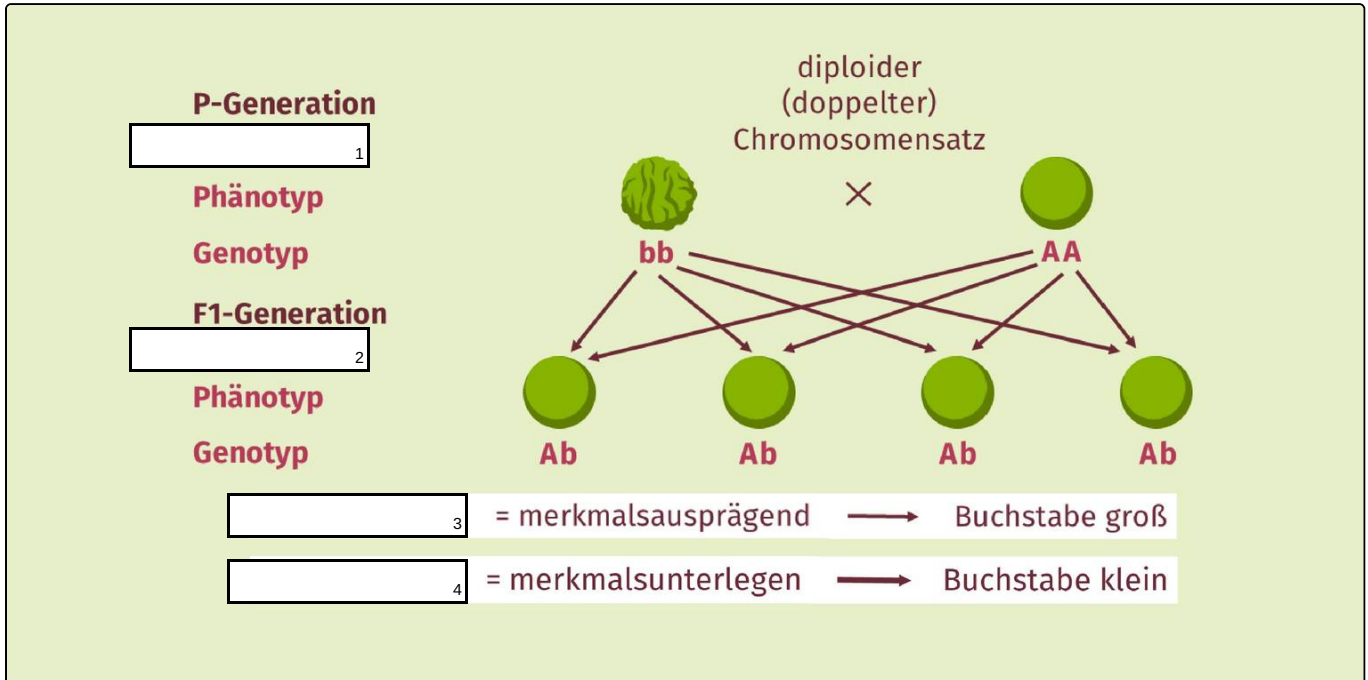 diploider
(doppelter)
Chromosomensatz
P-Generation
1
Phänotyp
×
Genotyp
bb
AA
F1-Generation
2
Phänotyp
Genotyp
Ab Ab Ab Ab
3 = merkmalsausprägend → Buchstabe groß
4 = merkmalsunterlegen → Buchstabe klein